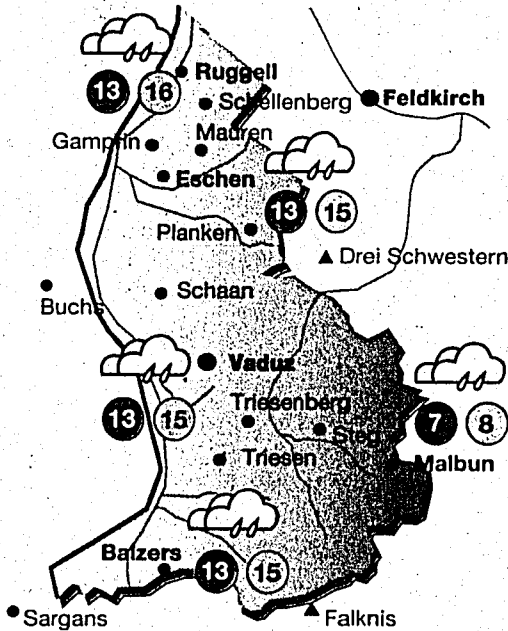 Ruggell
13 16
Schellenberg
Feldkirch
Gamprin
Mauren
Eschen
13 15
Planken
Drei Schwestern
Buchs
Schaan
Vaduz
13 15
Triesenberg
Steg
7 8
Malbun
Triesen
Balzers
13 15
Sargans
Falknis